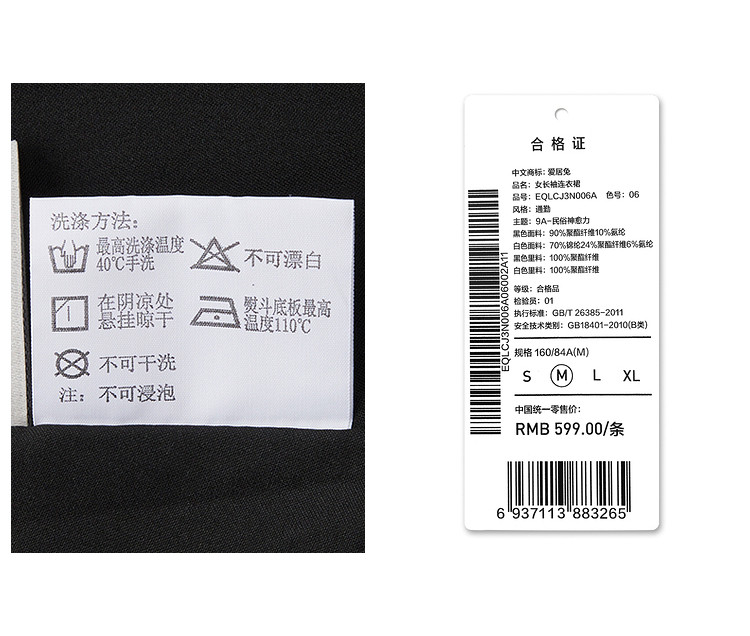 洗涤方法：
最高洗涤温度
40℃手洗
不可漂白
在阴凉处
悬挂晾干
熨斗底板最高
温度110℃
不可干洗
注：不可浸泡
合格证
中文商标：爱居兔
品名：女长袖连衣裙
品号：EQLCJ3N006A 色号：06
风格：通勤
主题：9A-民俗神愈力
黑色面料：90%聚酯纤维10%氨纶
白色面料：70%锦纶24%聚酯纤维6%氨纶
黑色里料：100%聚酯纤维
白色里料：100%聚酯纤维
等级：合格品
检验员：01
执行标准：GB/T 26385-2011
安全技术类别：GB18401-2010(B类)
EQLCJ3N006A06002A11
规格 160/84A(M)
S M L XL
中国统一零售价：
RMB 599.00/条
6 937113 883265